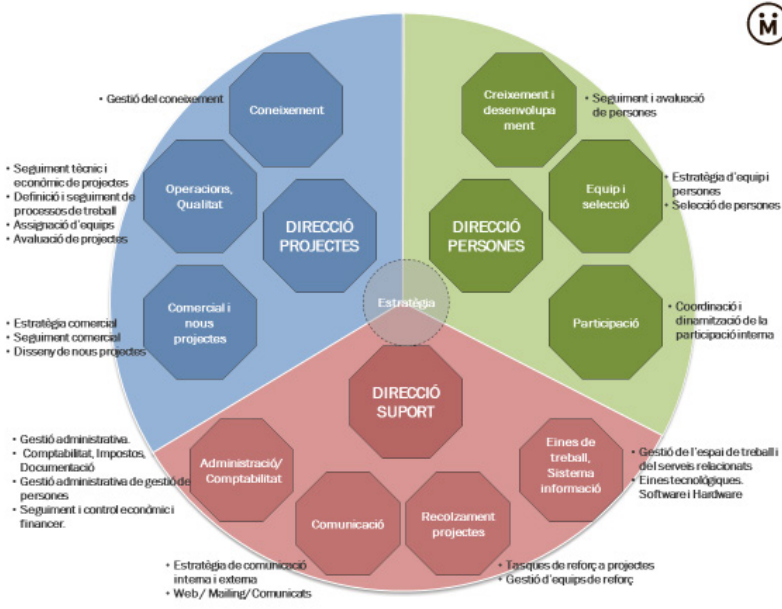 M
• Gestió del coneixement
Coneixement
Creixement i
desenvolupa
ment
• Seguiment i avaluació
de persones
• Seguiment tècnic i
econòmic de projectes
• Definició i seguiment de
processos de treball
• Assignació d'equips
• Avaluació de projectes
Operacions,
Qualitat
DIRECCIÓ
PROJECTES
DIRECCIÓ
PERSONES
Equip i
selecció
• Estratègia d'equip i
persones
• Selecció de persones
Estratègia
• Estratègia comercial
• Seguiment comercial
• Disseny de nous projectes
Comercial i
nous
projectes
Participació
• Coordinació i
dinamització de la
participació interna
DIRECCIÓ
SUPORT
• Gestió administrativa.
• Comptabilitat, Impostos,
Documentació
• Gestió administrativa de gestió de
persones
• Seguiment i control econòmic i
financer.
Administració/
Comptabilitat
Comunicació
Recolzament
projectes
Eines de
treball,
Sistema
informació
• Gestió de l'espai de treball i
del serveis relacionats
• Eines tecnológiques.
Software i Hardware
• Estratègia de comunicació
interna i externa
• Web/ Mailing/Comunicats
• Tasques de reforç a projectes
• Gestió d'equips de reforç